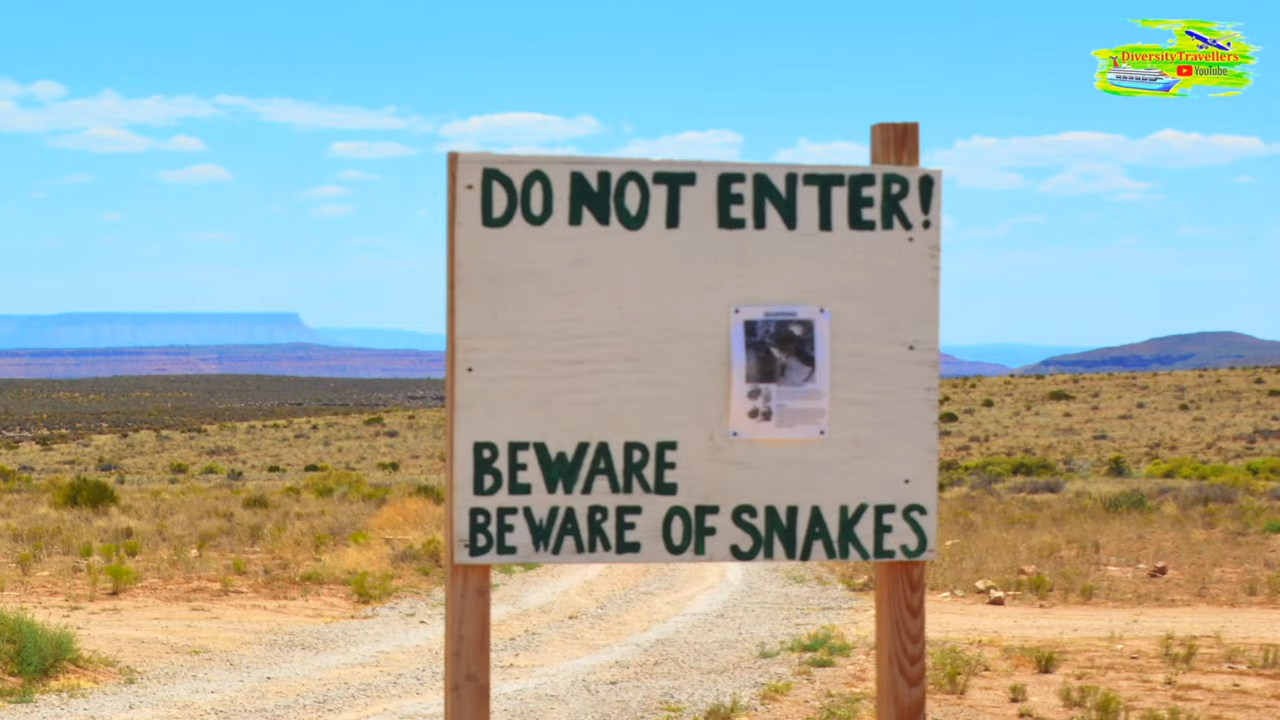 DiversityTravellers
YouTube
DO NOT ENTER!
BEWARE
BEWARE OF SNAKES